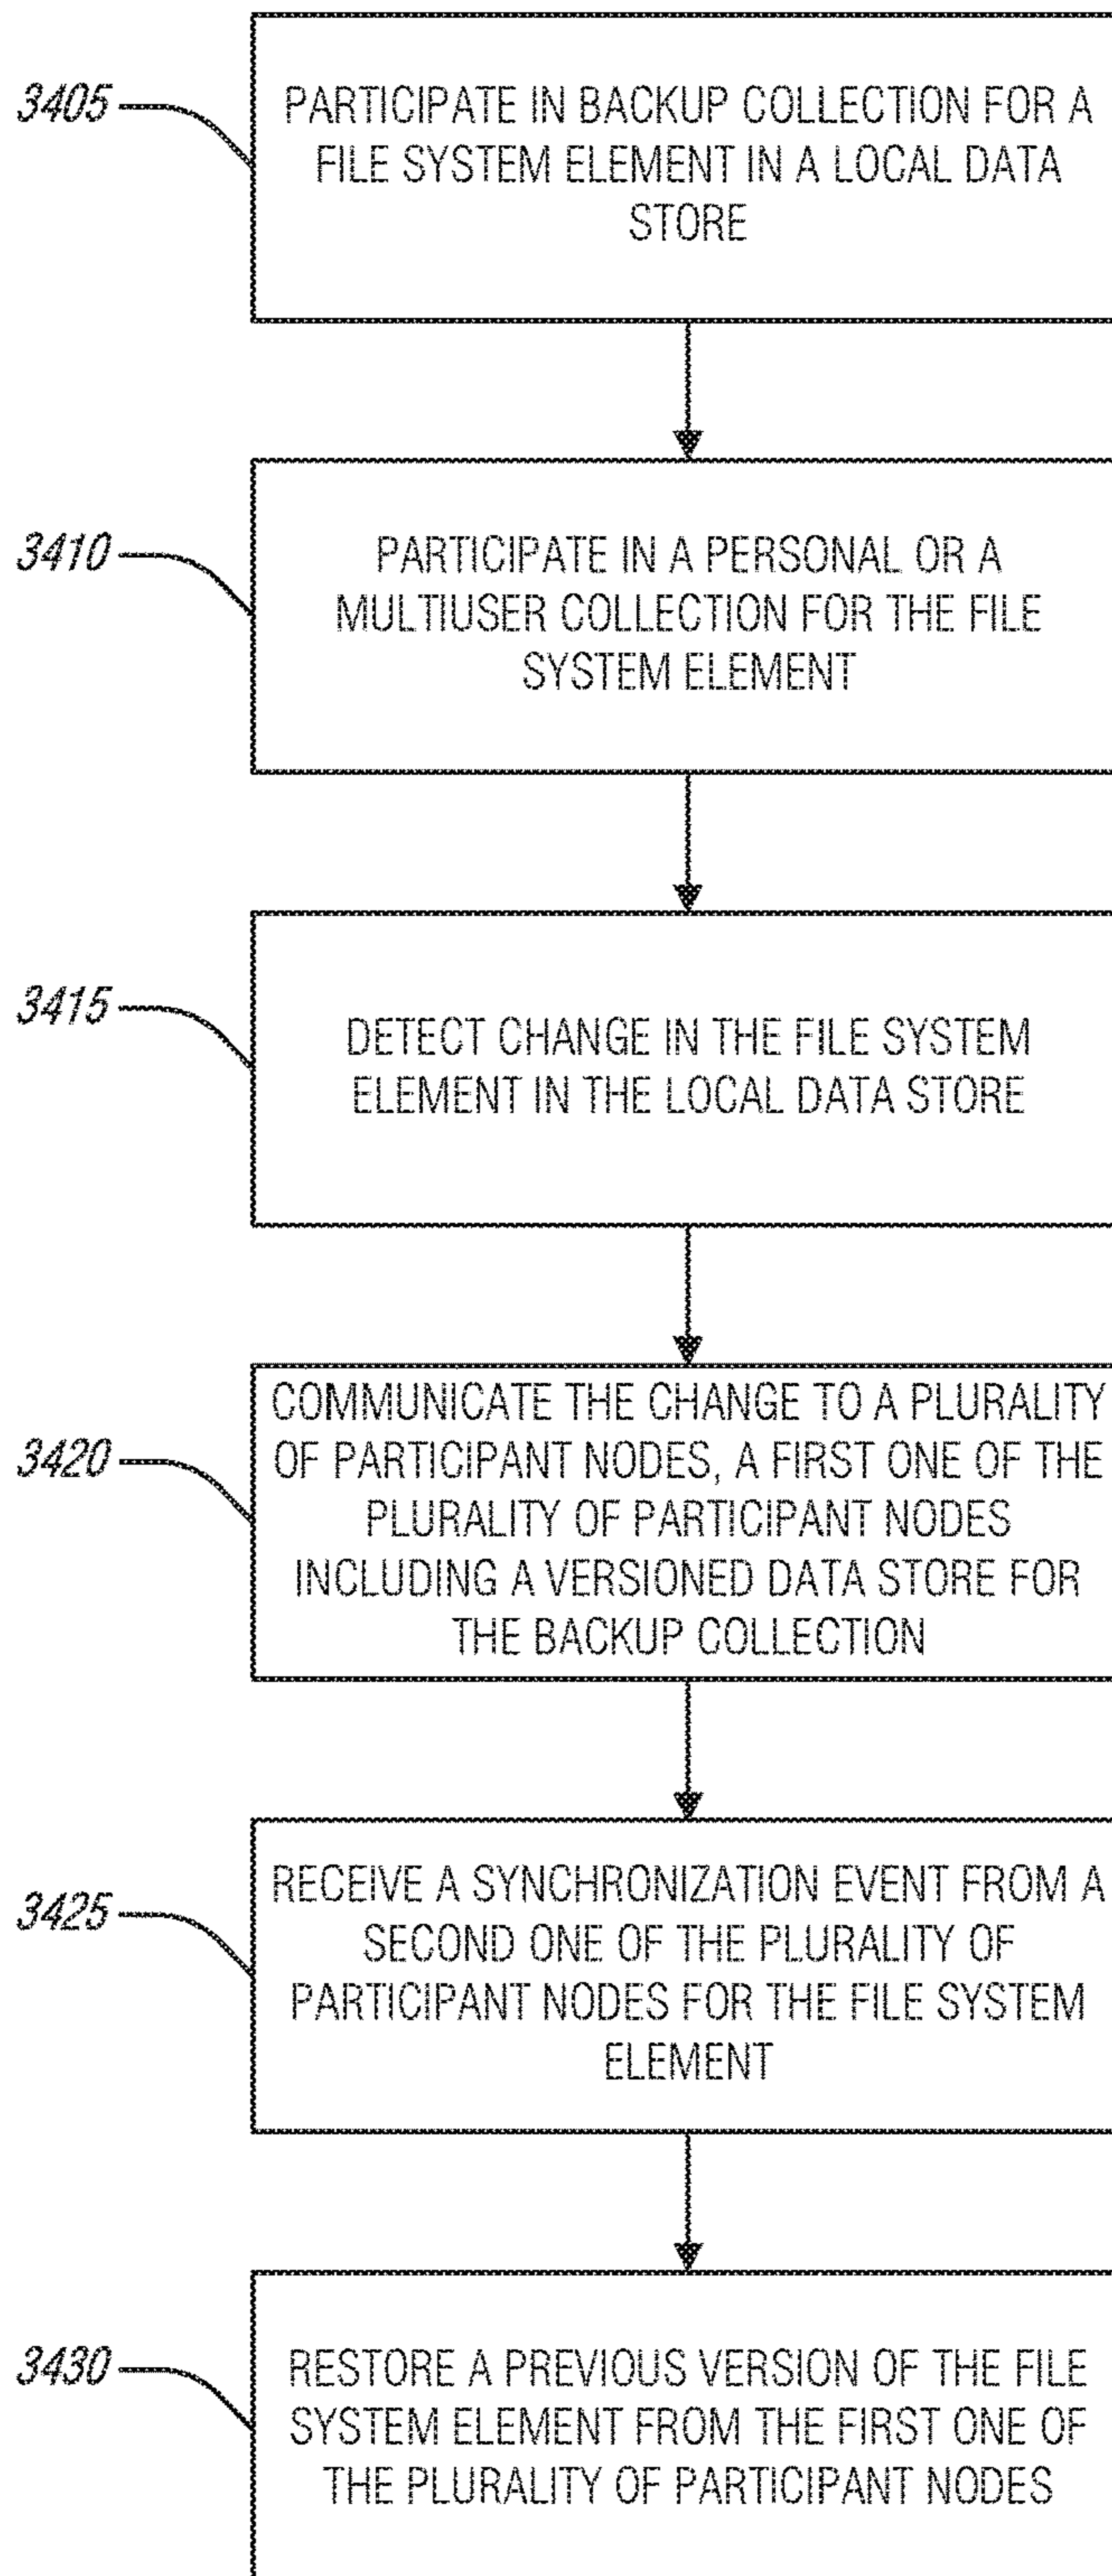 3405
PARTICIPATE IN BACKUP COLLECTION FOR A
FILE SYSTEM ELEMENT IN A LOCAL DATA
STORE
3410
PARTICIPATE IN A PERSONAL OR A
MULTIUSER COLLECTION FOR THE FILE
SYSTEM ELEMENT
3415
DETECT CHANGE IN THE FILE SYSTEM
ELEMENT IN THE LOCAL DATA STORE
3420
COMMUNICATE THE CHANGE TO A PLURALITY
OF PARTICIPANT NODES, A FIRST ONE OF THE
PLURALITY OF PARTICIPANT NODES
INCLUDING A VERSIONED DATA STORE FOR
THE BACKUP COLLECTION
3425
RECEIVE A SYNCHRONIZATION EVENT FROM A
SECOND ONE OF THE PLURALITY OF
PARTICIPANT NODES FOR THE FILE SYSTEM
ELEMENT
3430
RESTORE A PREVIOUS VERSION OF THE FILE
SYSTEM ELEMENT FROM THE FIRST ONE OF
THE PLURALITY OF PARTICIPANT NODES